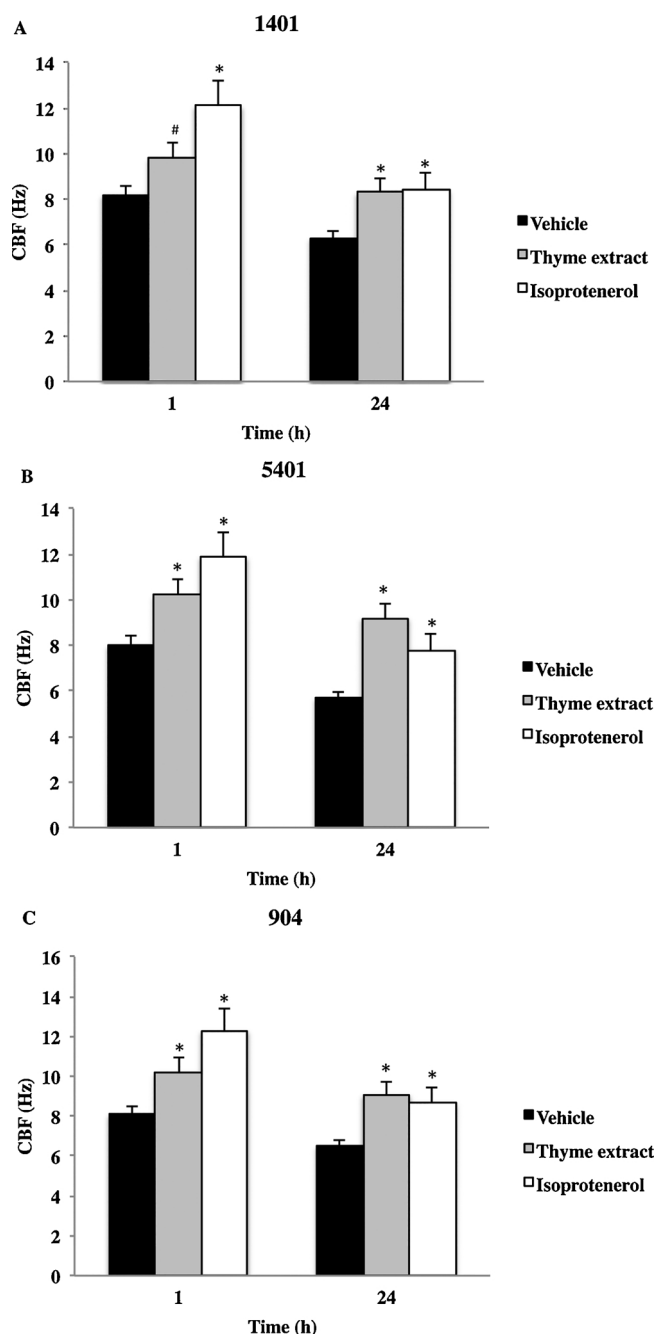 A
1401
14
12
10
8
6
4
2
0
CBF (Hz)
#
*
*
*
1
24
Time (h)
Vehicle
Thyme extract
Isoprotenerol
B
5401
14
12
10
8
6
4
2
0
CBF (Hz)
*
*
*
*
1
24
Time (h)
Vehicle
Thyme extract
Isoprotenerol
C
904
16
14
12
10
8
6
4
2
0
CBF (Hz)
*
*
*
*
1
24
Time (h)
Vehicle
Thyme extract
Isoprotenerol